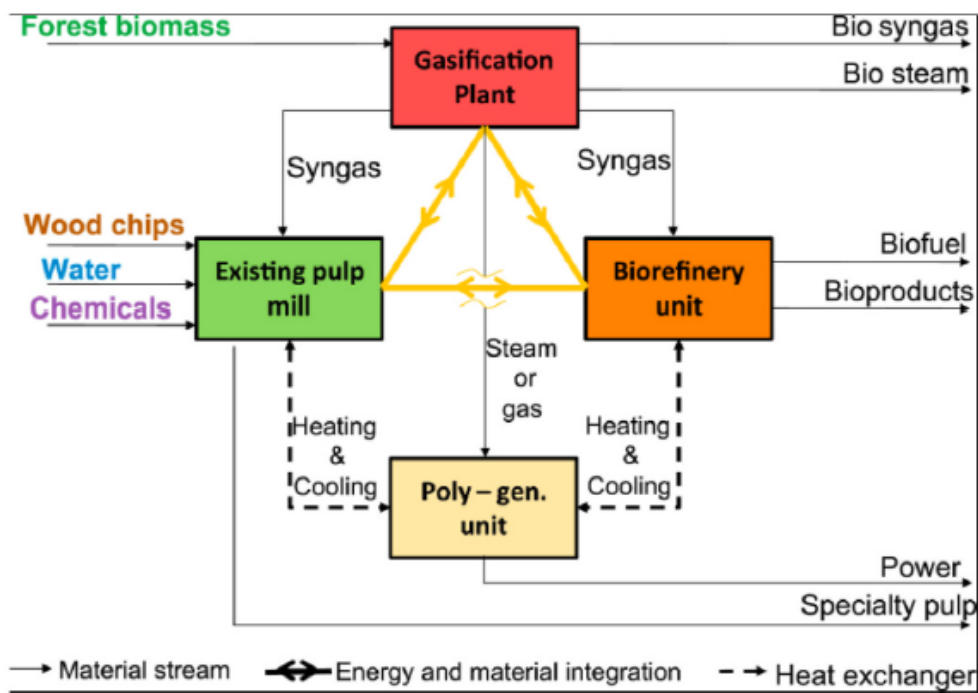 Forest biomass
Bio syngas
Gasification
Plant
Bio steam
Syngas
Syngas
Wood chips
Water
Chemicals
Existing pulp
mill
Biorefinery
unit
Biofuel
Bioproducts
Steam
or
gas
Heating
&
Cooling
Heating
&
Cooling
Poly – gen.
unit
Power
Specialty pulp
Material stream
Energy and material integration
Heat exchanger